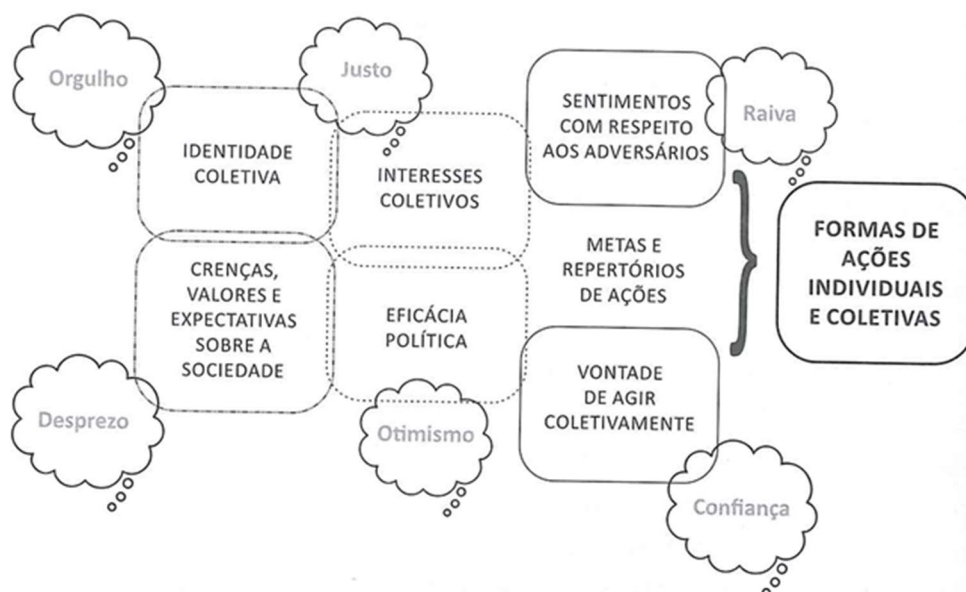 Orgulho
Justo
IDENTIDADE
COLETIVA
INTERESSES
COLETIVOS
SENTIMENTOS
COM RESPEITO
AOS ADVERSÁRIOS
Raiva
CRENÇAS,
VALORES E
EXPECTATIVAS
SOBRE A
SOCIEDADE
EFICÁCIA
POLÍTICA
METAS E
REPERTÓRIOS
DE AÇÕES
FORMAS DE
AÇÕES
INDIVIDUAIS
E COLETIVAS
VONTADE
DE AGIR
COLETIVAMENTE
Desprezo
Otimismo
Confiança